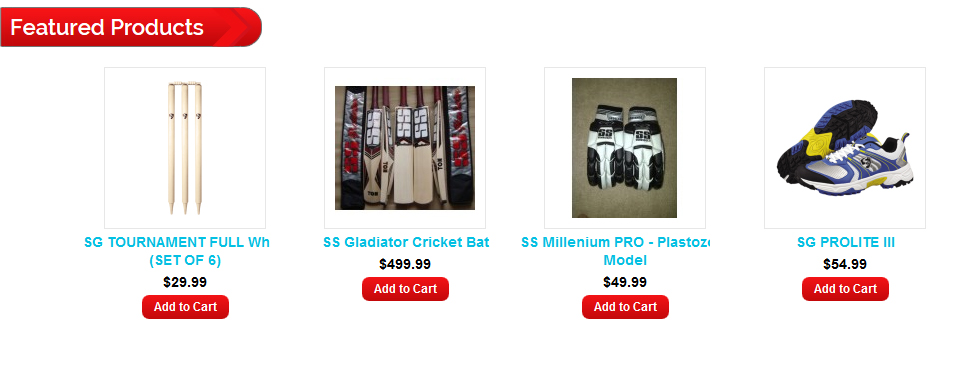 Featured Products
SG TOURNAMENT FULL Wh
(SET OF 6)
$29.99
Add to Cart
SS Gladiator Cricket Bat
$499.99
Add to Cart
SS
SS Millenium PRO - Plastozo
Model
$49.99
Add to Cart
SG PROLITE III
$54.99
Add to Cart